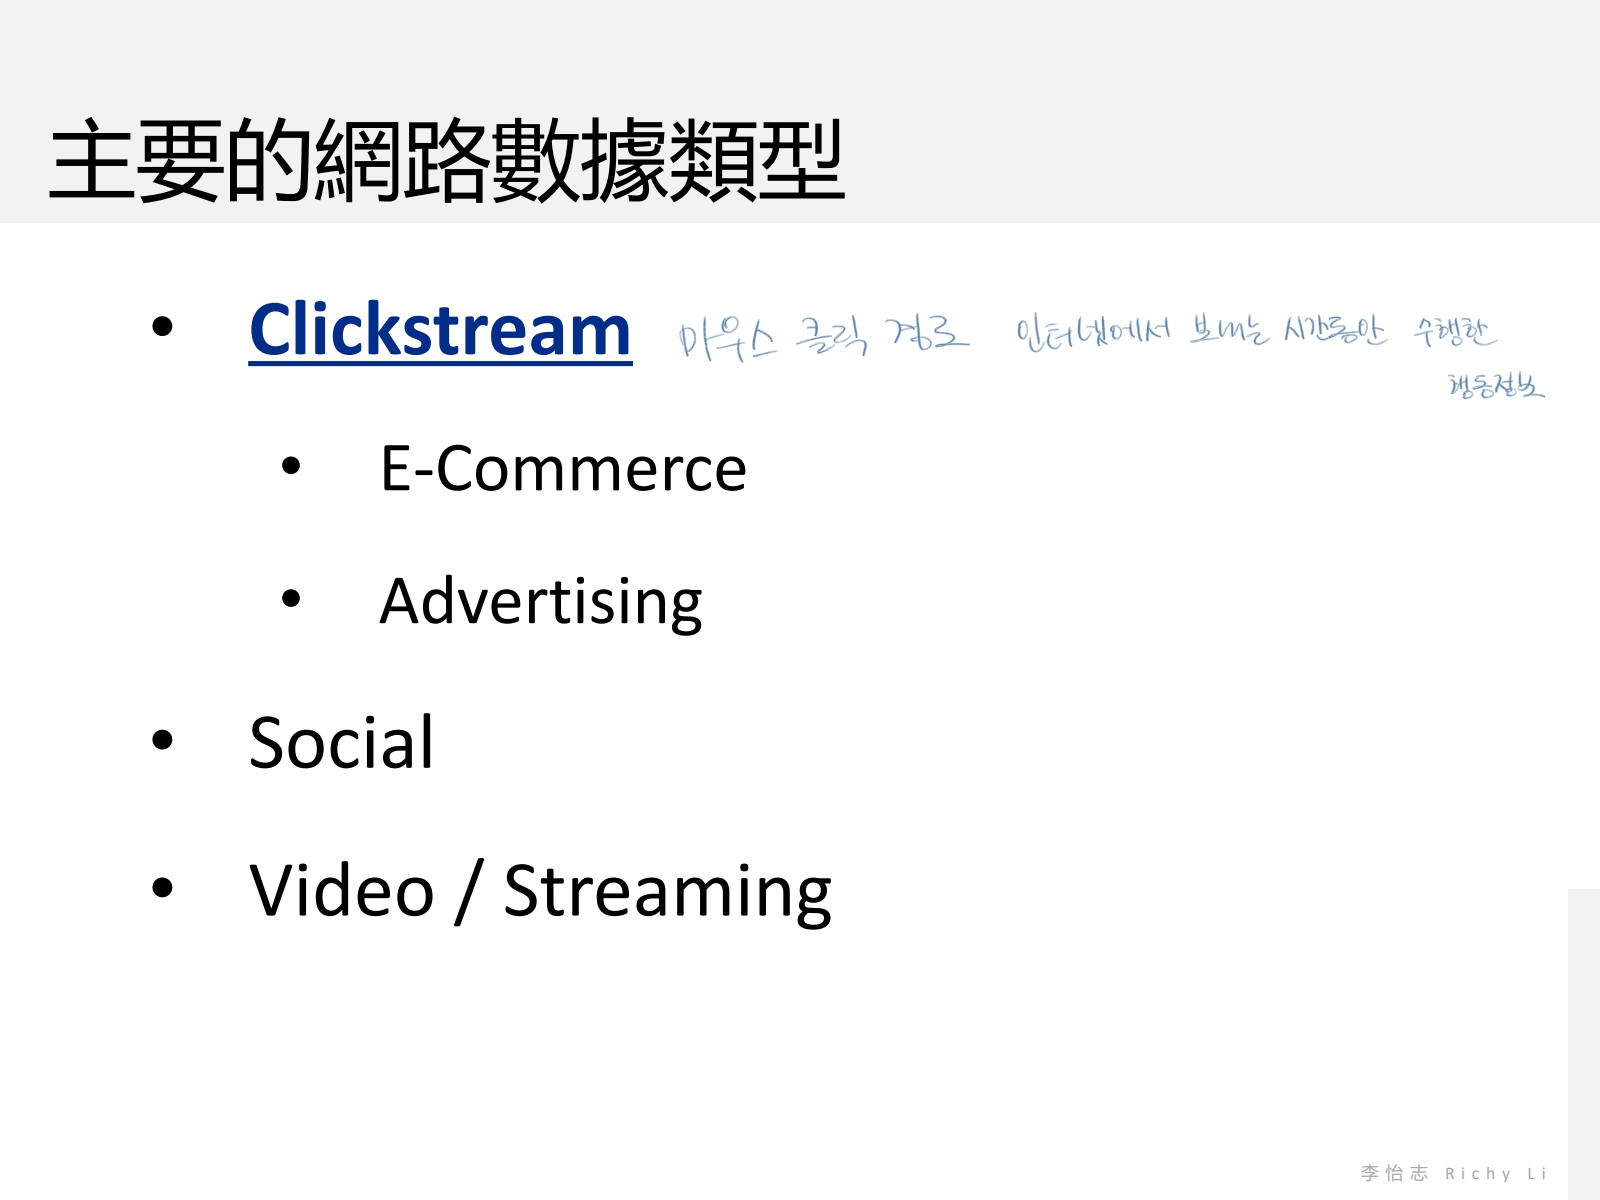 主要的網路數據類型
• Clickstream 마우스 클릭 경로 인터넷에서 보내는 시간동안 수행한
행동정보
• E-Commerce
• Advertising
• Social
• Video / Streaming
李怡志 Richy Li